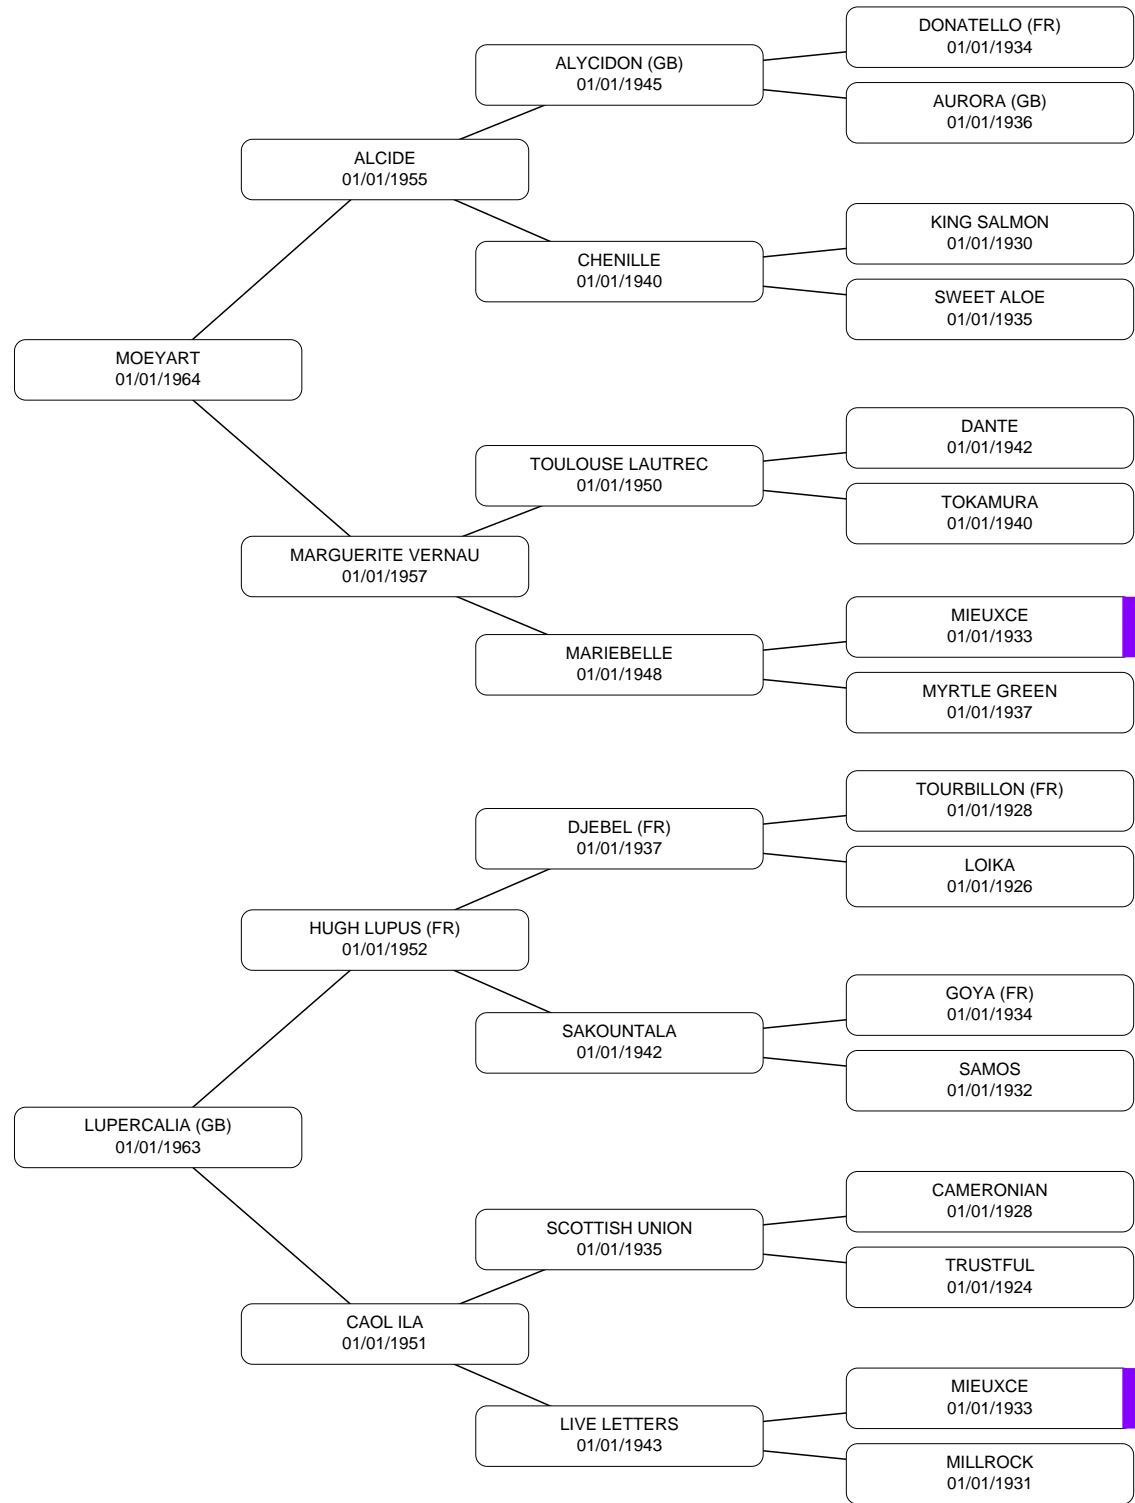 DONATELLO (FR)
01/01/1934
ALYCIDON (GB)
01/01/1945
AURORA (GB)
01/01/1936
ALCIDE
01/01/1955
KING SALMON
01/01/1930
CHENILLE
01/01/1940
SWEET ALOE
01/01/1935
MOEYART
01/01/1964
DANTE
01/01/1942
TOULOUSE LAUTREC
01/01/1950
TOKAMURA
01/01/1940
MARGUERITE VERNAU
01/01/1957
MIEUXCE
01/01/1933
MARIEBELLE
01/01/1948
MYRTLE GREEN
01/01/1937
TOURBILLON (FR)
01/01/1928
DJEBEL (FR)
01/01/1937
LOIKA
01/01/1926
HUGH LUPUS (FR)
01/01/1952
GOYA (FR)
01/01/1934
SAKOUNTALA
01/01/1942
SAMOS
01/01/1932
LUPERCALIA (GB)
01/01/1963
CAMERONIAN
01/01/1928
SCOTTISH UNION
01/01/1935
TRUSTFUL
01/01/1924
CAOL ILA
01/01/1951
MIEUXCE
01/01/1933
LIVE LETTERS
01/01/1943
MILLROCK
01/01/1931